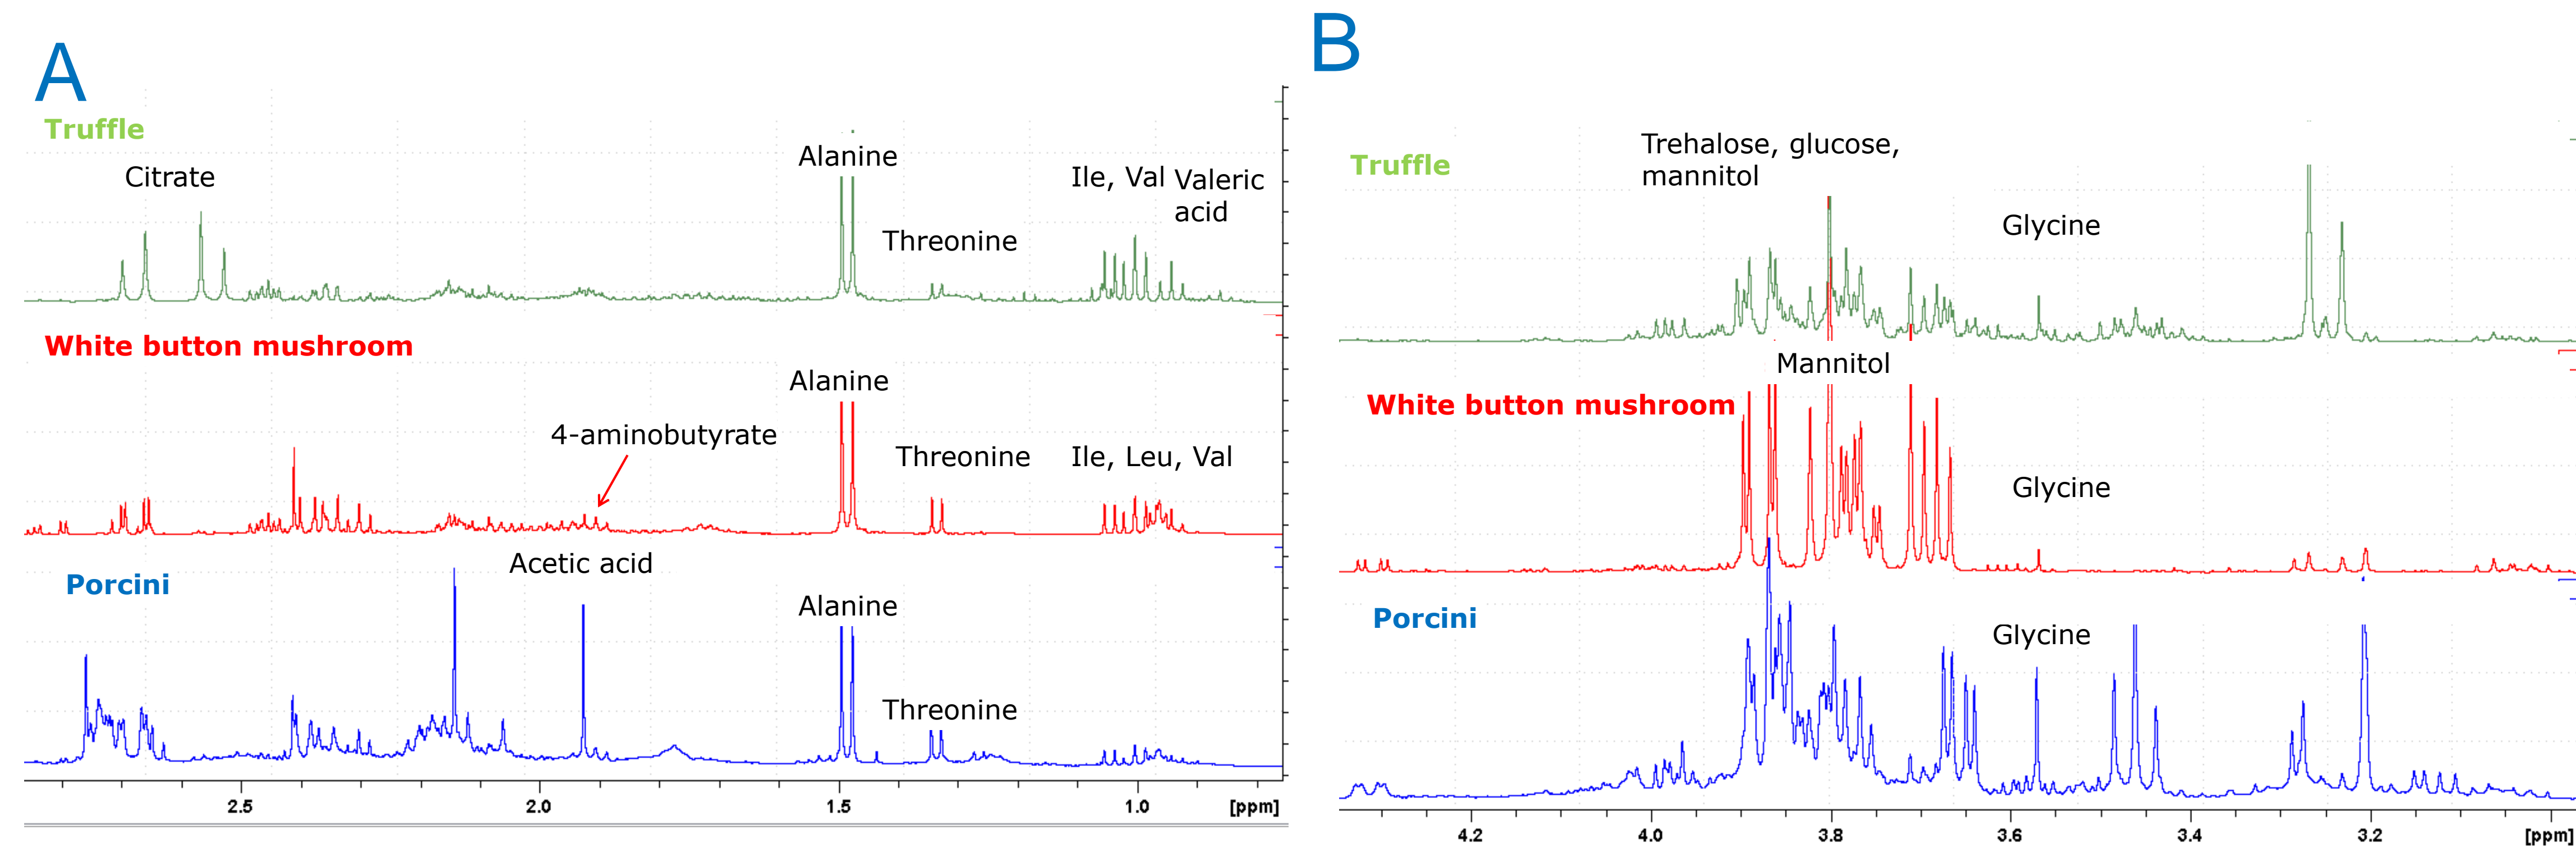 A
Truffle
Citrate
Alanine
Threonine
Ile, Val
Valeric
acid
White button mushroom
4-aminobutyrate
Alanine
Threonine
Ile, Leu, Val
Porcini
Acetic acid
Alanine
Threonine
2.5 2.0 1.5 1.0 [ppm]
B
Truffle
Trehalose, glucose,
mannitol
Glycine
White button mushroom
Mannitol
Glycine
Porcini
Glycine
4.2 4.0 3.8 3.6 3.4 3.2 [ppm]